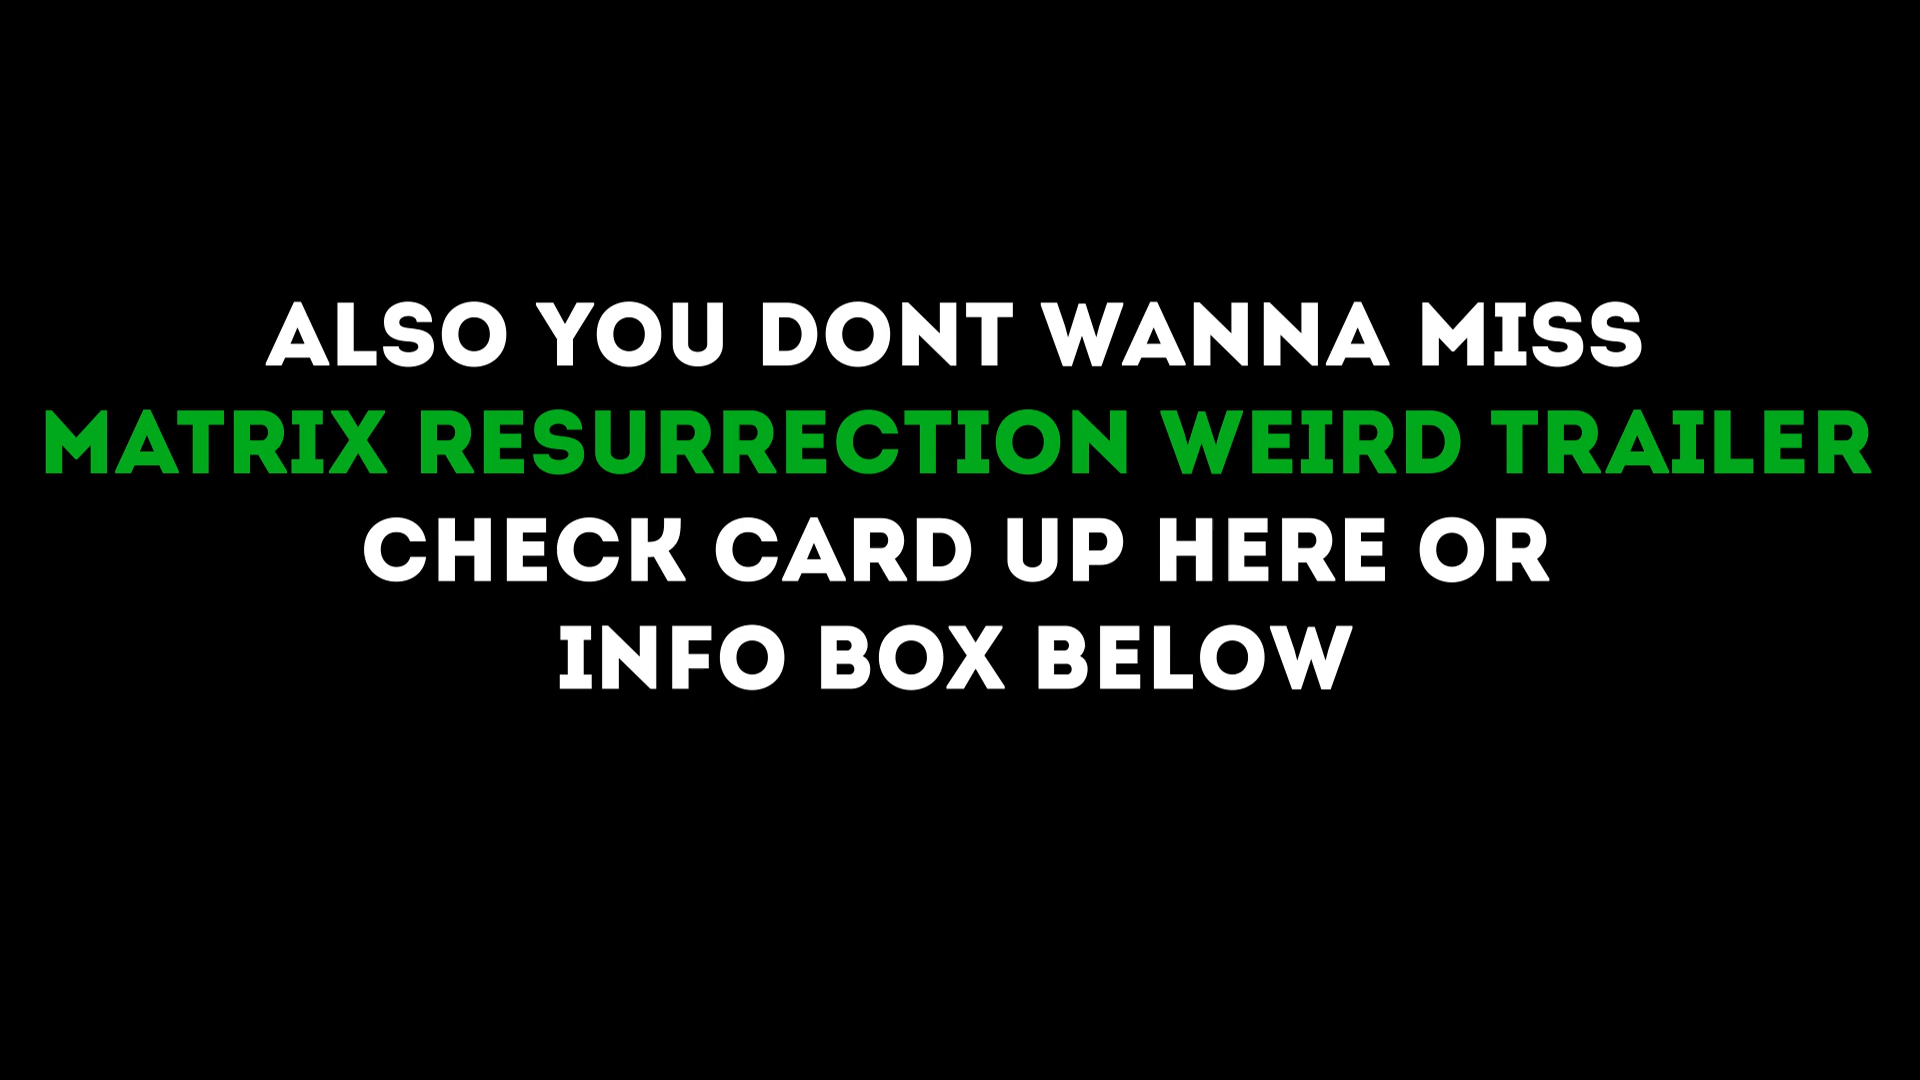 ALSO YOU DONT WANNA MISS
MATRIX RESURRECTION WEIRD TRAILER
CHECK CARD UP HERE OR
INFO BOX BELOW